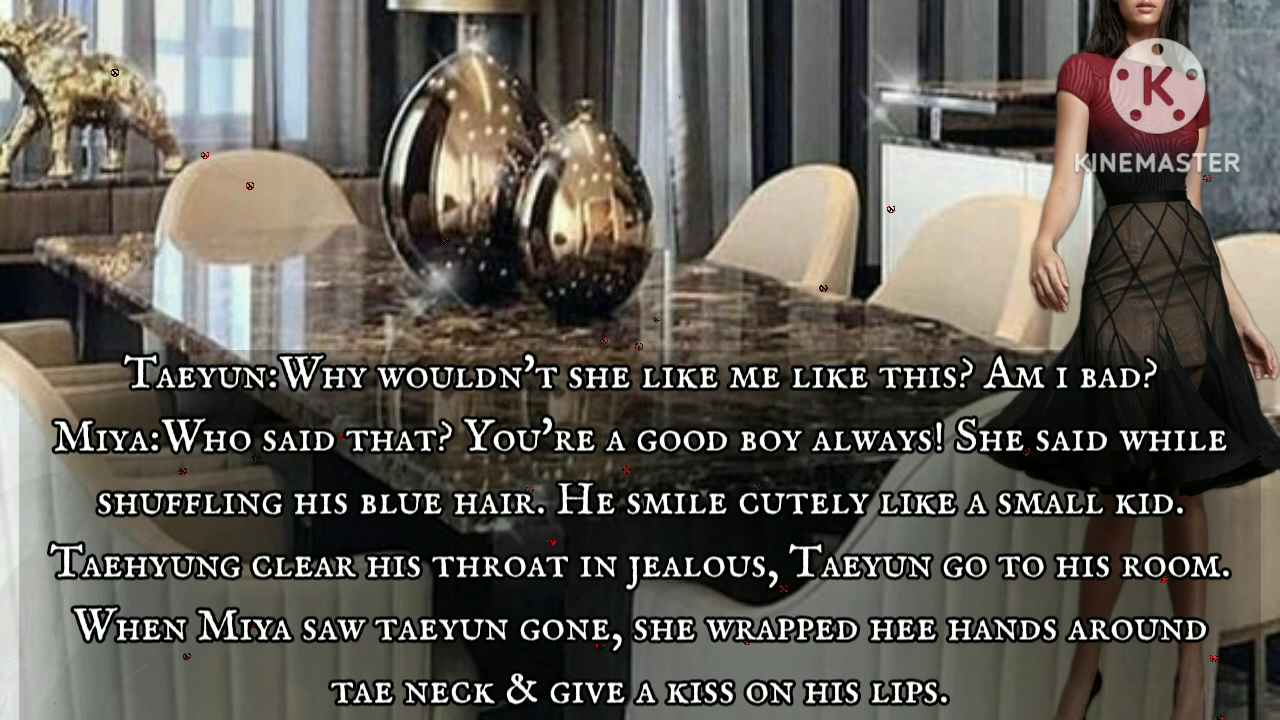 K
KINEMASTER
Taeyun:Why wouldn't she like me like this? Am i bad?
Miya:Who said that? You're a good boy always! She said while
shuffling his blue hair. He smile cutely like a small kid.
Taehyung clear his throat in jealous, Taeyun go to his room.
When Miya saw taeyun gone, she wrapped hee hands around
tae neck & give a kiss on his lips.